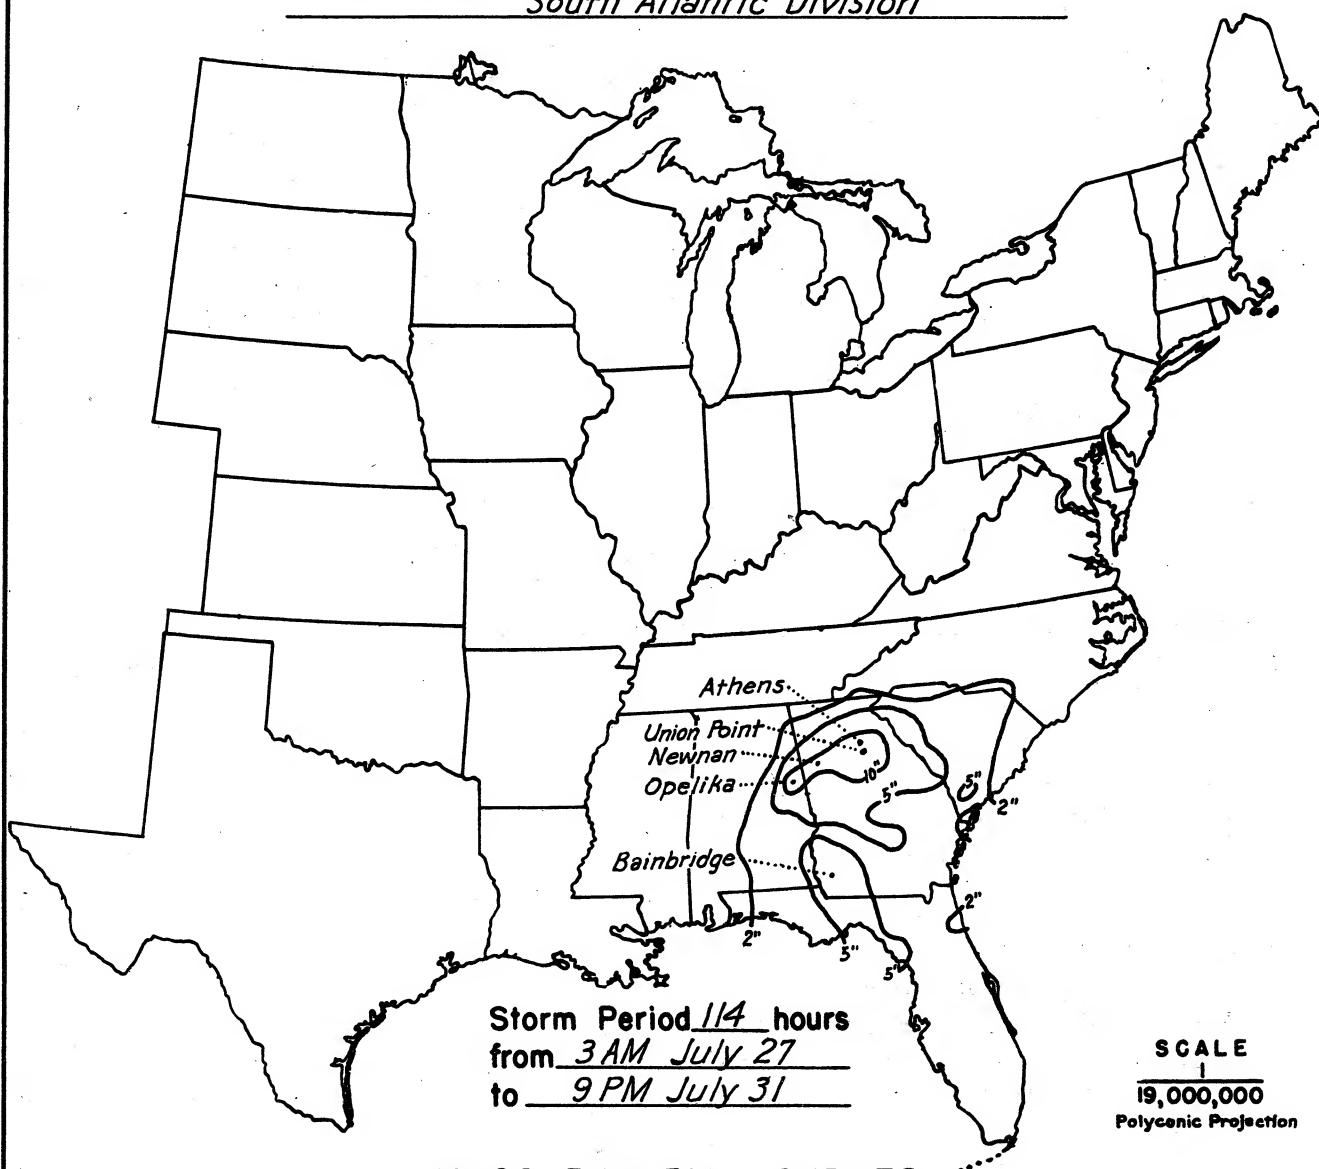 South Atlantic Division
Athens
Union Point
Newnan
Opelika
10"
5"
5"
2"
Bainbridge
2"
2"
5"
5"
Storm Period 114 hours
from 3 AM July 27
to 9 PM July 31
SCALE
1
19,000,000
Polyconic Projection